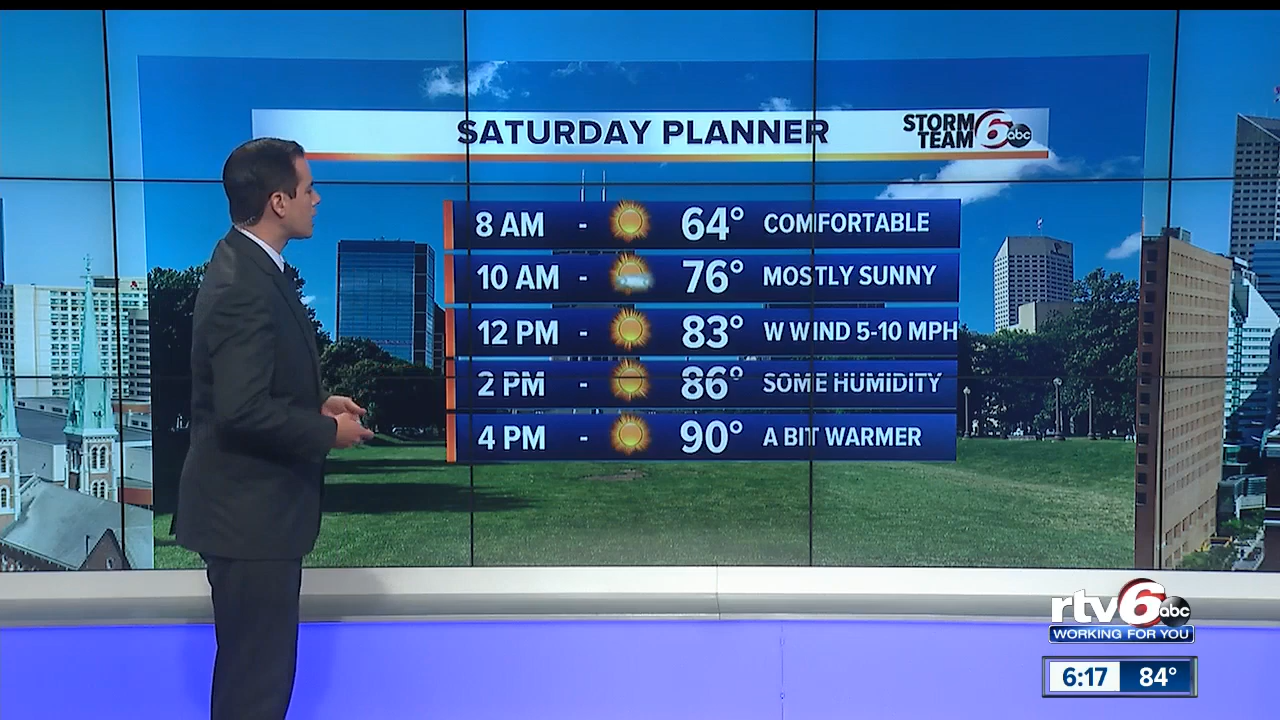 SATURDAY PLANNER
STORM TEAM 6 abc
8 AM - 64° COMFORTABLE
10 AM - 76° MOSTLY SUNNY
12 PM - 83° W WIND 5-10 MPH
2 PM - 86° SOME HUMIDITY
4 PM - 90° A BIT WARMER
rtv6 abc
WORKING FOR YOU
6:17 84°